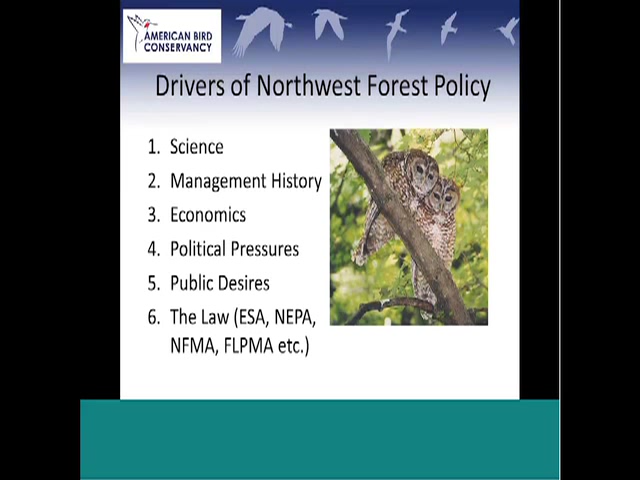 AMERICAN BIRD
CONSERVANCY
Drivers of Northwest Forest Policy
1. Science
2. Management History
3. Economics
4. Political Pressures
5. Public Desires
6. The Law (ESA, NEPA,
NFMA, FLPMA etc.)